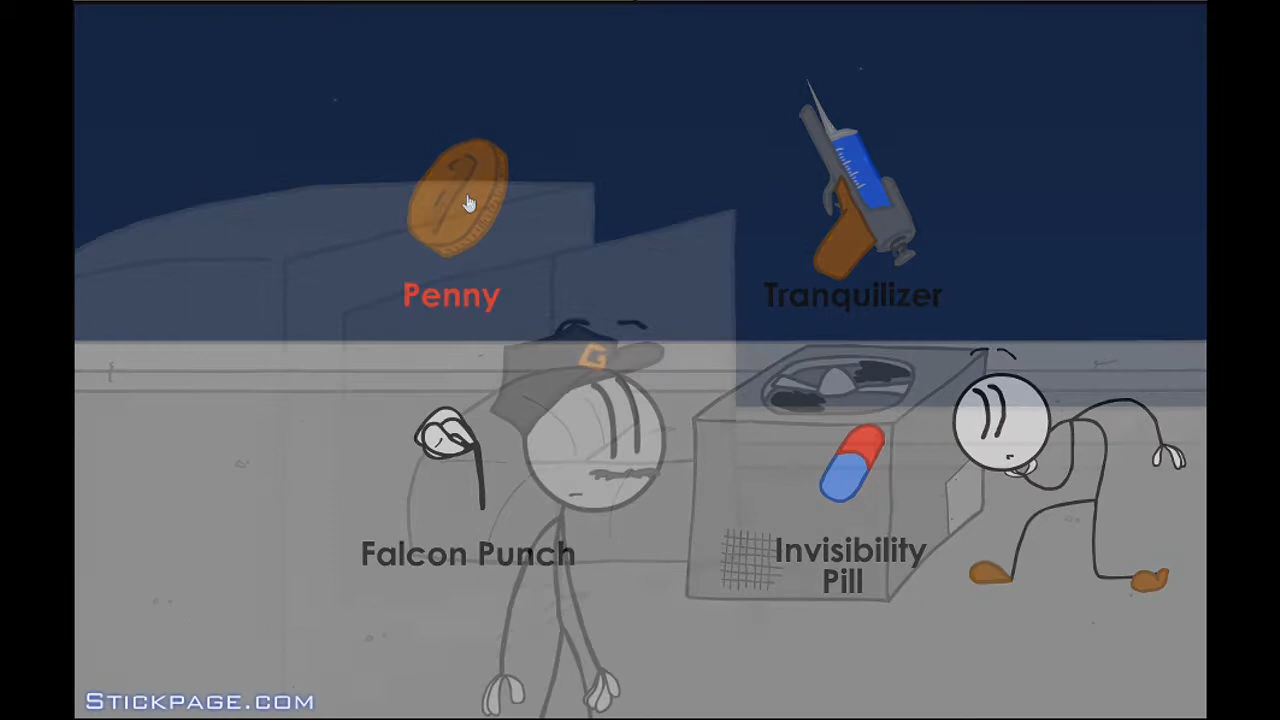 Penny
Tranquilizer
G
Falcon Punch
Invisibility
Pill
STICKPAGE.COM